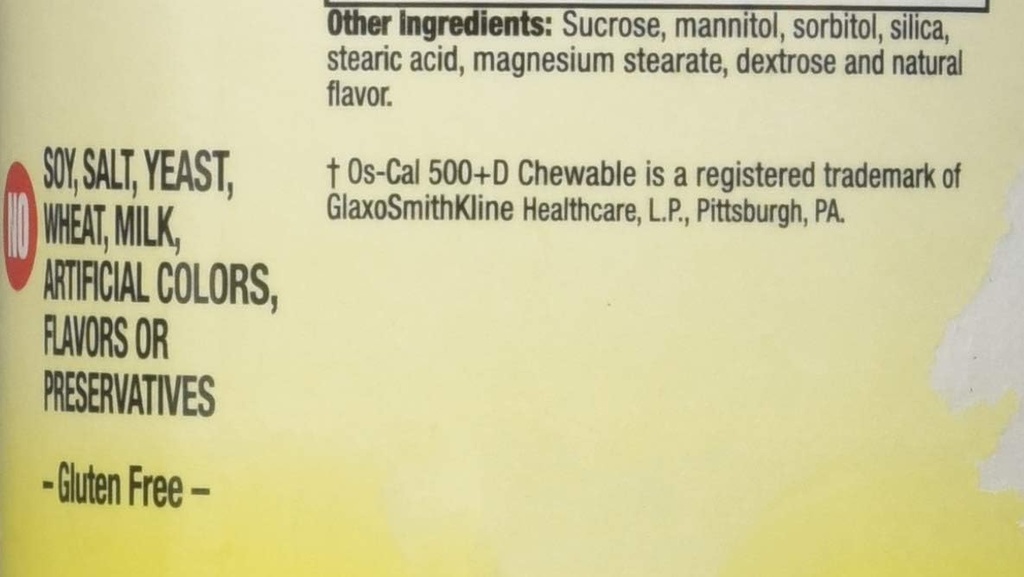 Other Ingredients: Sucrose, mannitol, sorbitol, silica,
stearic acid, magnesium stearate, dextrose and natural
flavor.
† Os-Cal 500+D Chewable is a registered trademark of
GlaxoSmithKline Healthcare, L.P., Pittsburgh, PA.
NO
SOY, SALT, YEAST,
WHEAT, MILK,
ARTIFICIAL COLORS,
FLAVORS OR
PRESERVATIVES
- Gluten Free –